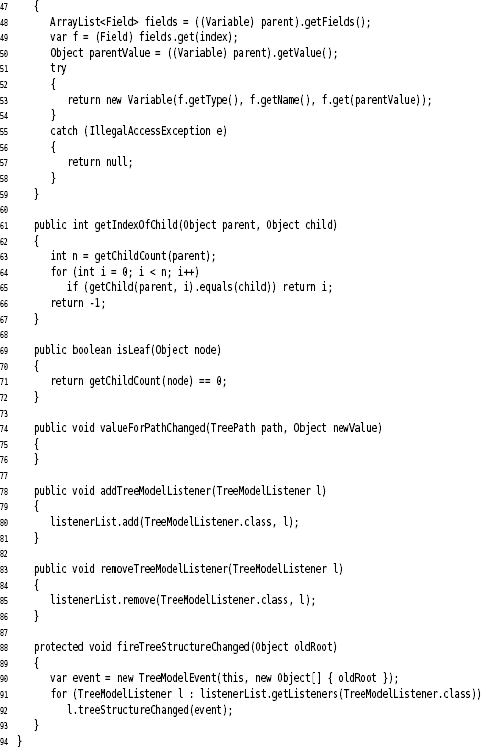 47    {
48       ArrayList<Field> fields = ((Variable) parent).getFields();
49       var f = (Field) fields.get(index);
50       Object parentValue = ((Variable) parent).getValue();
51       try
52       {
53          return new Variable(f.getType(), f.getName(), f.get(parentValue));
54       }
55       catch (IllegalAccessException e)
56       {
57          return null;
58       }
59    }
60
61    public int getIndexOfChild(Object parent, Object child)
62    {
63       int n = getChildCount(parent);
64       for (int i = 0; i < n; i++)
65          if (getChild(parent, i).equals(child)) return i;
66       return -1;
67    }
68
69    public boolean isLeaf(Object node)
70    {
71       return getChildCount(node) == 0;
72    }
73
74    public void valueForPathChanged(TreePath path, Object newValue)
75    {
76    }
77
78    public void addTreeModelListener(TreeModelListener l)
79    {
80       listenerList.add(TreeModelListener.class, l);
81    }
82
83    public void removeTreeModelListener(TreeModelListener l)
84    {
85       listenerList.remove(TreeModelListener.class, l);
86    }
87
88    protected void fireTreeStructureChanged(Object oldRoot)
89    {
90       var event = new TreeModelEvent(this, new Object[] { oldRoot });
91       for (TreeModelListener l : listenerList.getListeners(TreeModelListener.class))
92          l.treeStructureChanged(event);
93    }
94 }